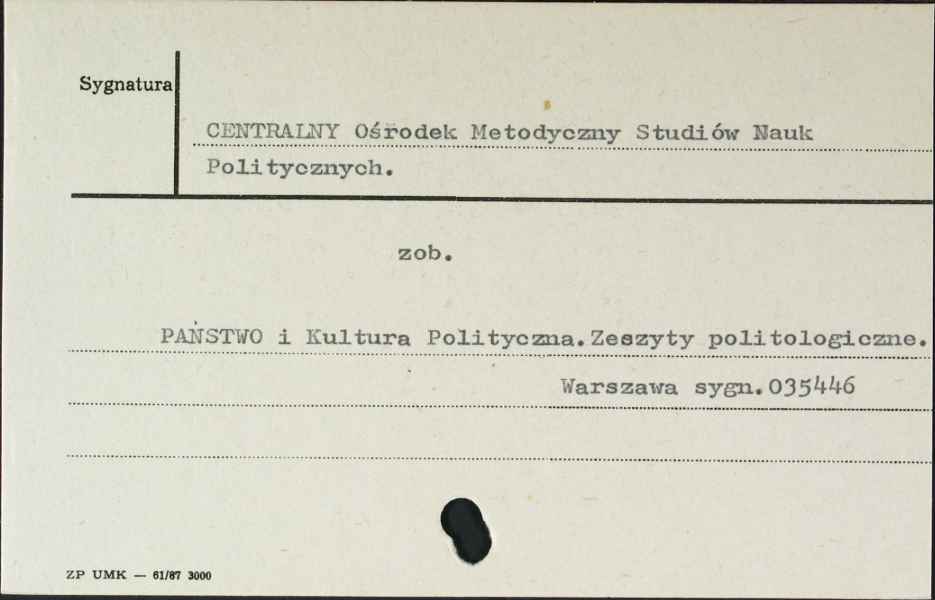 Sygnatura
CENTRALNY Ośrodek Metodyczny Studiów Nauk
Politycznych.
zob.
PAŃSTWO i Kultura Polityczna.Zeszyty politologiczne.
Warszawa sygn.035446
ZP UMK — 61/87 3000